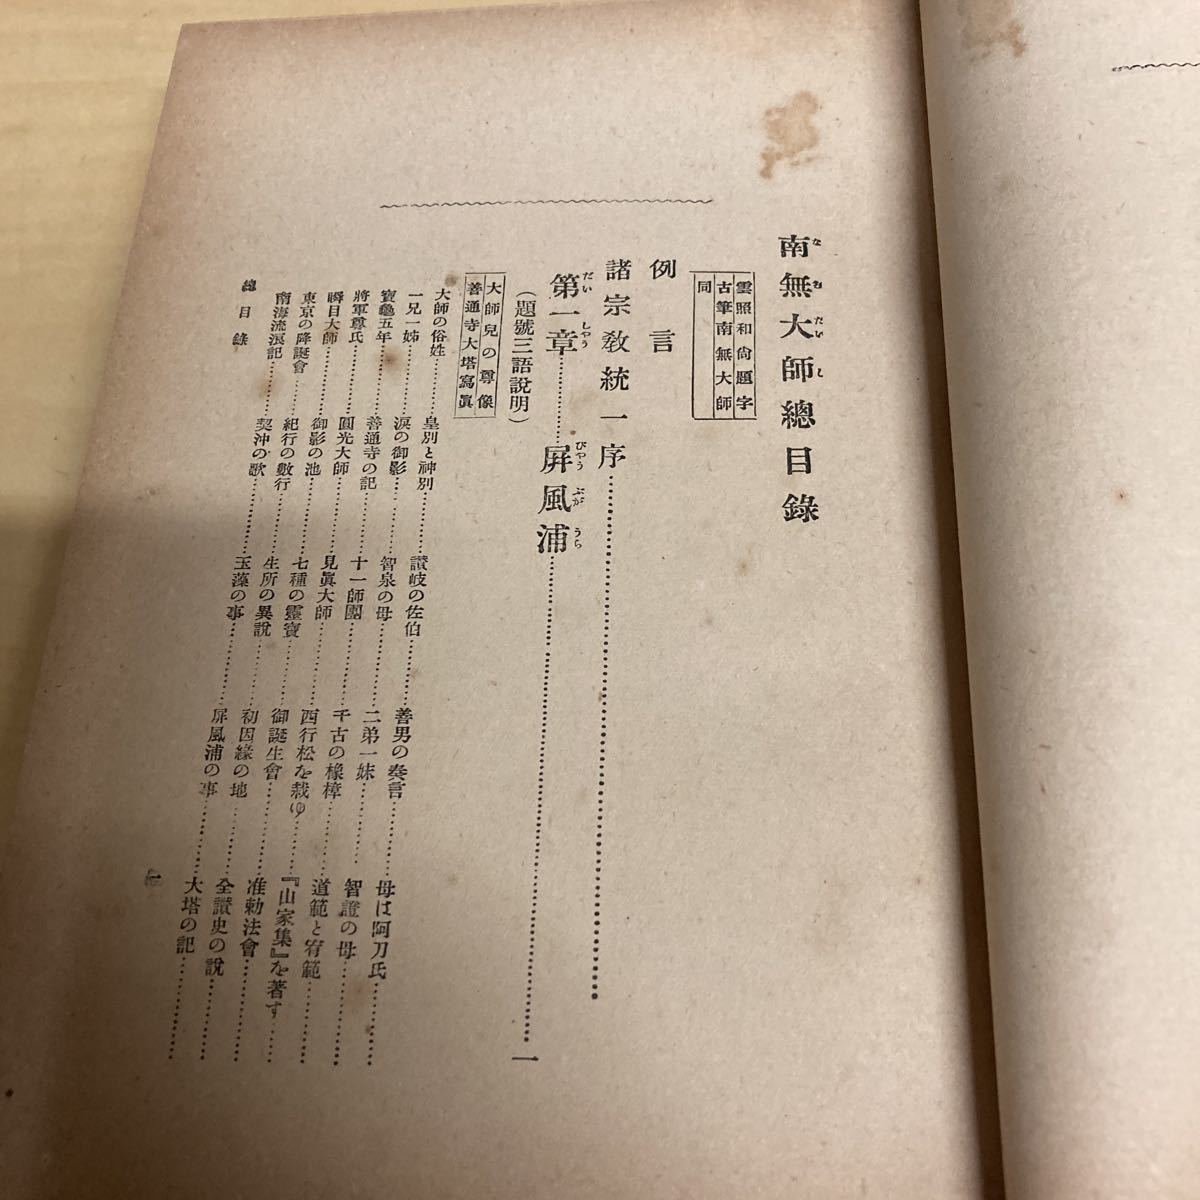 南無大師總目錄
雲照和尙題字
古筆南無大師
同
例言
諸宗敎統一序
第一章……屛風浦……一
（題號三語說明）
大師兒の尊像
善通寺大塔寫眞
大師の俗姓……皇別と神別……讃岐の佐伯……善男の奏言……母は阿刀氏……
一兄一姊……淚の御影……智泉の母……二弟一妹……智證の母……
寶龜五年……善通寺の記……十一師團……千古の橡樟……道範と宥範……
將軍尊氏……圓光大師……見眞大師……西行松を栽ゆ……『山家集』を著す……
瞬目大師……御影の池……七種の靈寶……御誕生會……准勅法會……
東京の降誕會……紀行の數行……生所の異說……初因緣の地……全讃史の說……
南海流浪記……契沖の歌……玉藻の事……屛風浦の事……大塔の記……
總目錄
一